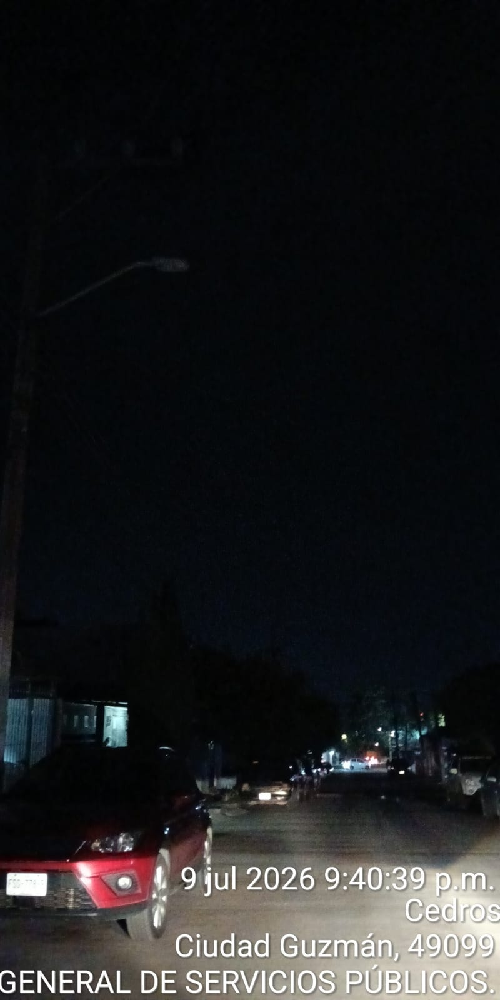 9 jul 2026 9:40:39 p.m.
Cedros
Ciudad Guzmán, 49099
GENERAL DE SERVICIOS PÚBLICOS.